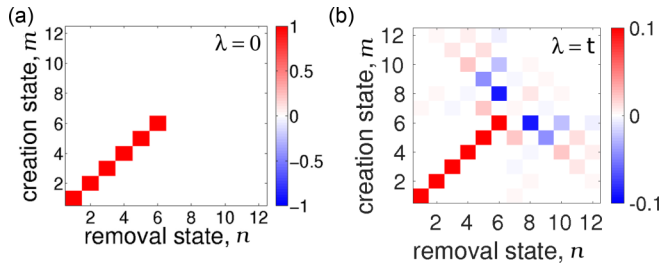 (a)
λ = 0
creation state, m
12
10
8
6
4
2
2 4 6 8 10 12
removal state, n
1
0.5
0
-0.5
-1
(b)
λ = t
creation state, m
12
10
8
6
4
2
2 4 6 8 10 12
removal state, n
0.1
0
-0.1